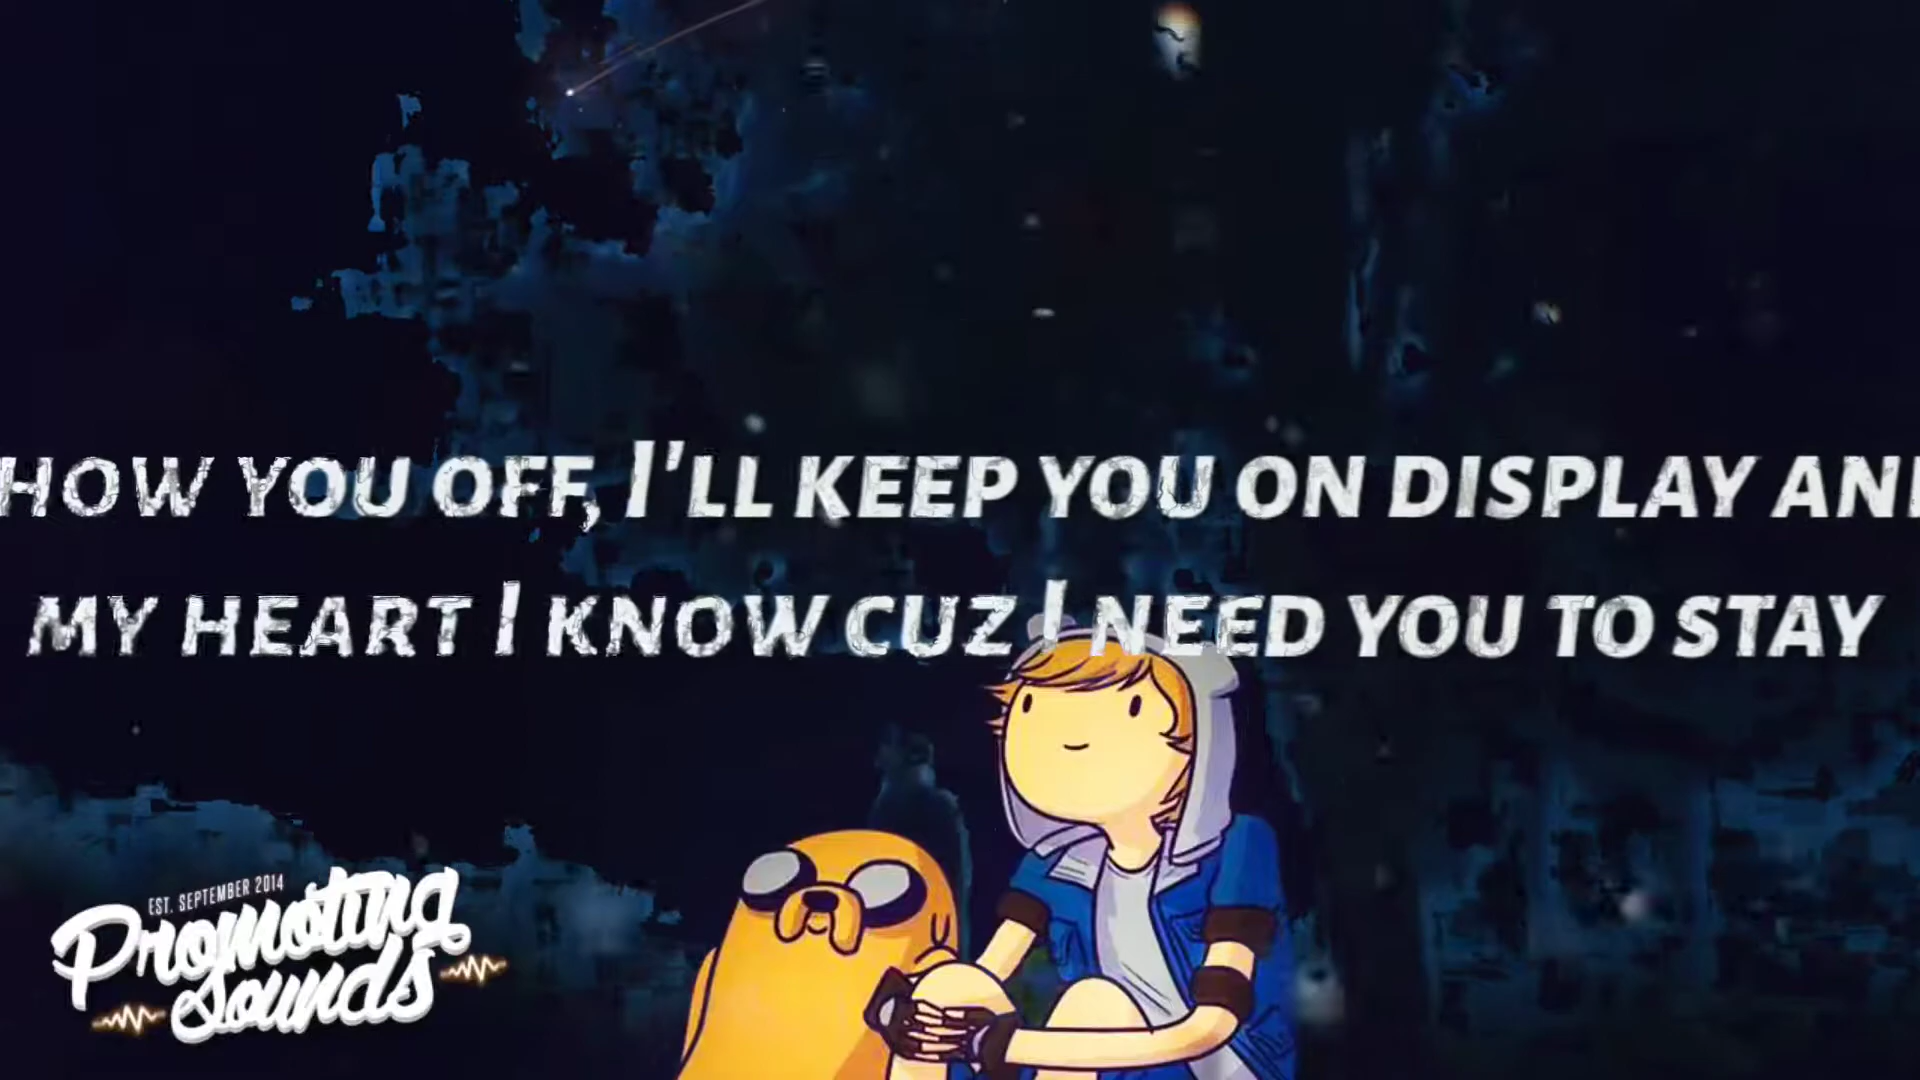 HOW YOU OFF, I'LL KEEP YOU ON DISPLAY AN
MY HEART I KNOW CUZ I NEED YOU TO STAY
EST. SEPTEMBER 2014
Promoting
Sounds